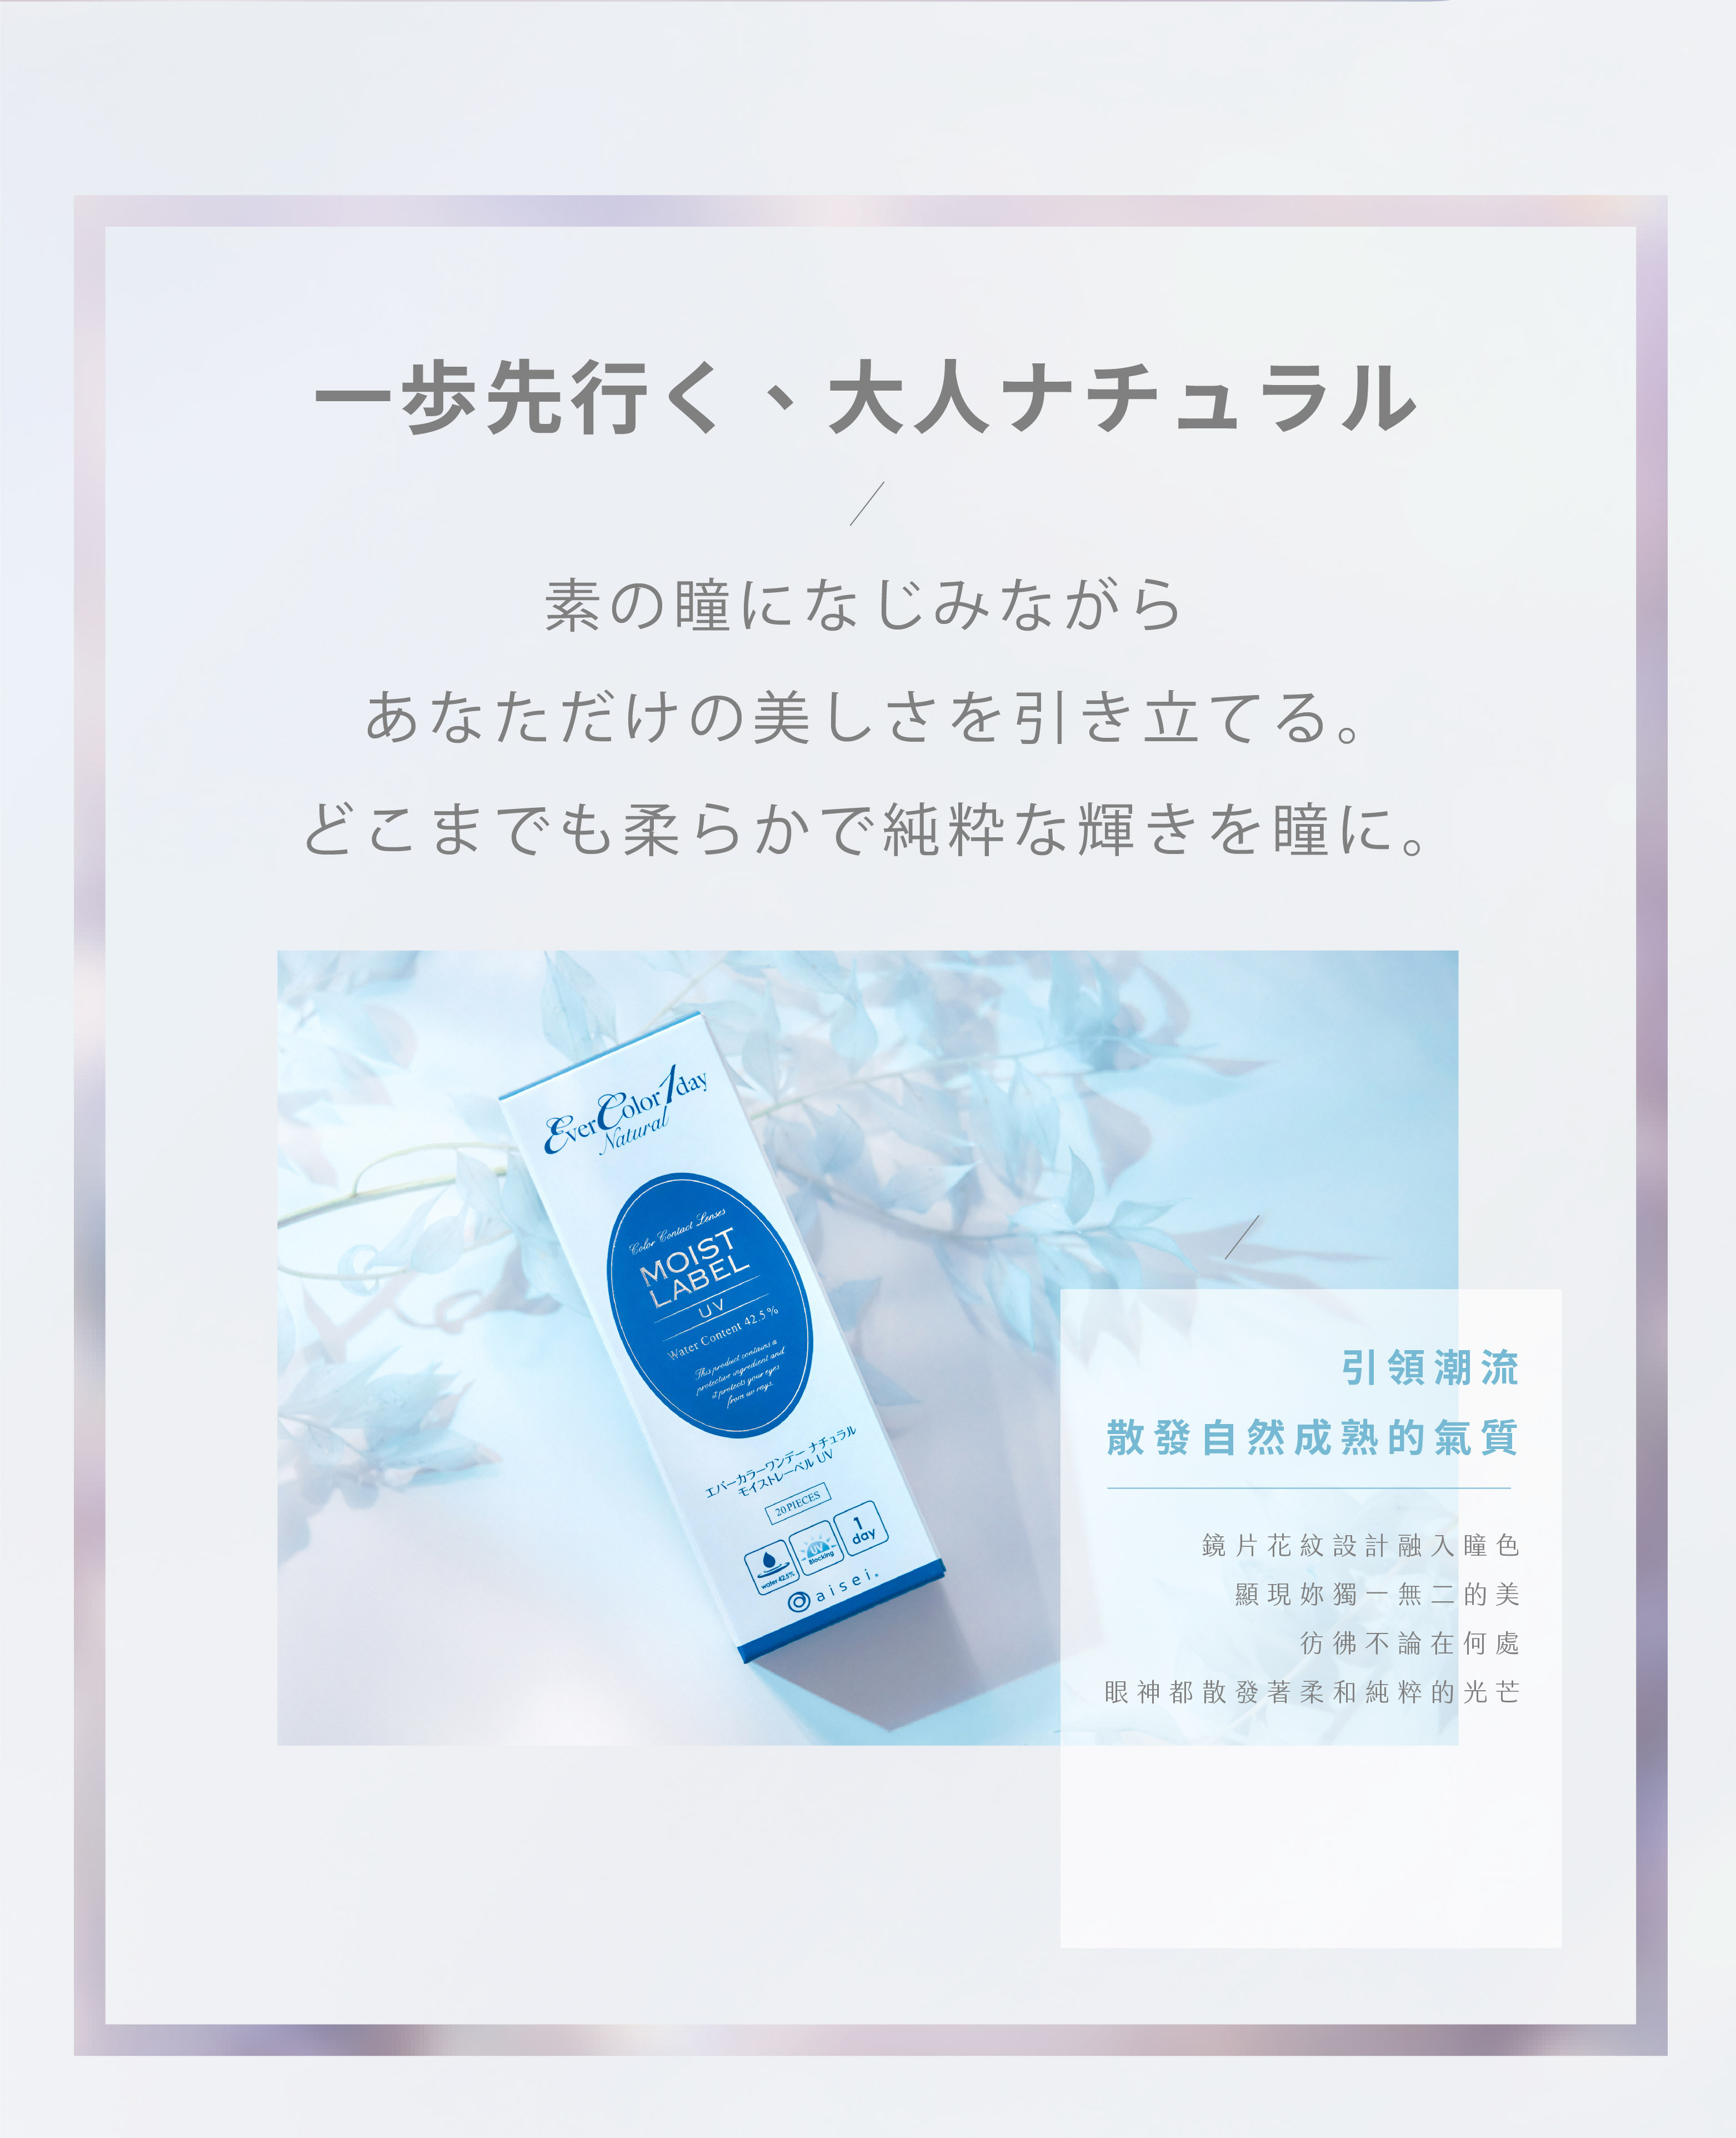 一歩先行く、大人ナチュラル
素の瞳になじみながら
あなただけの美しさを引き立てる。
どこまでも柔らかで純粋な輝きを瞳に。
EverColor1day
Natural
Color Contact Lenses
MOIST
LABEL
UV
Water Content 42.5%
This product contains a
protective ingredient and
it protects your eyes
from uv rays.
エバーカラーワンデー ナチュラル
モイストレーベル UV
20PIECES
water 42.5%
UV
Blocking
1
day
aisei®
引領潮流
散發自然成熟的氣質
鏡片花紋設計融入瞳色
顯現妳獨一無二的美
彷彿不論在何處
眼神都散發著柔和純粹的光芒